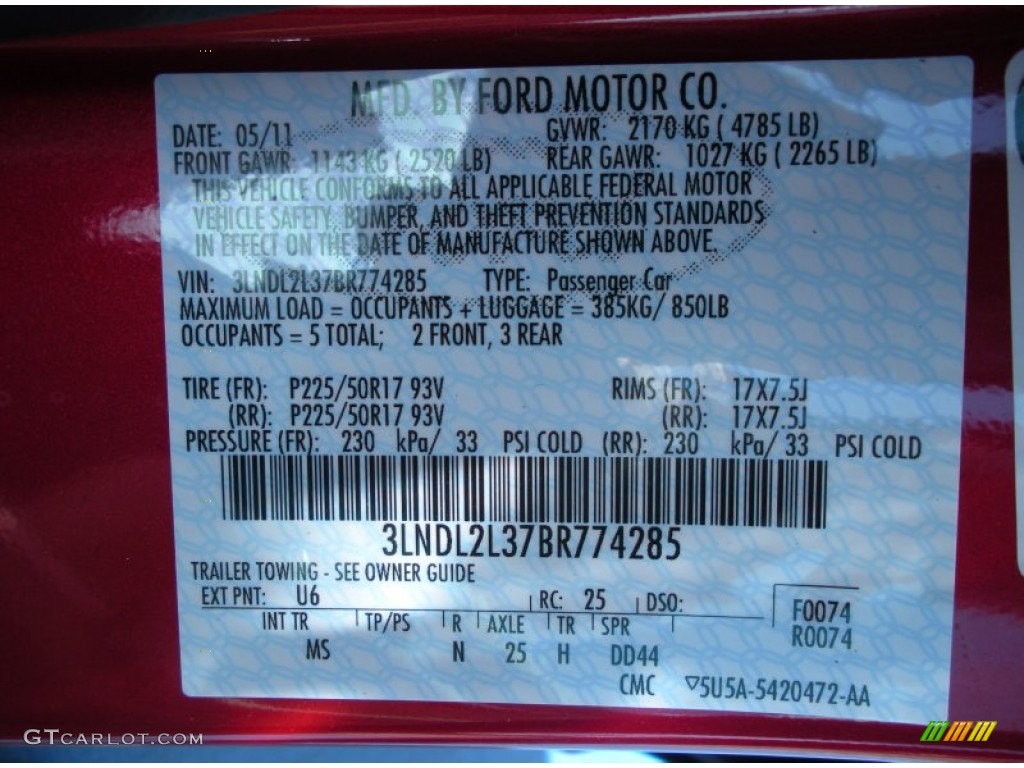 MFD. BY FORD MOTOR CO.
DATE: 05/11 GVWR: 2170 KG ( 4785 LB)
FRONT GAWR: 1143 KG ( 2520 LB) REAR GAWR: 1027 KG ( 2265 LB)
THIS VEHICLE CONFORMS TO ALL APPLICABLE FEDERAL MOTOR
VEHICLE SAFETY, BUMPER, AND THEFT PREVENTION STANDARDS
IN EFFECT ON THE DATE OF MANUFACTURE SHOWN ABOVE.
VIN: 3LNDL2L37BR774285 TYPE: Passenger Car
MAXIMUM LOAD = OCCUPANTS + LUGGAGE = 385KG/ 850LB
OCCUPANTS = 5 TOTAL; 2 FRONT, 3 REAR
TIRE (FR): P225/50R17 93V RIMS (FR): 17X7.5J
(RR): P225/50R17 93V (RR): 17X7.5J
PRESSURE (FR): 230 kPa/ 33 PSI COLD (RR): 230 kPa/ 33 PSI COLD
3LNDL2L37BR774285
TRAILER TOWING - SEE OWNER GUIDE
EXT PNT: U6 RC: 25 DSO: F0074
INT TR TP/PS R AXLE TR SPR R0074
MS N 25 H DD44
CMC ▽5U5A-5420472-AA
GTCARLOT.COM